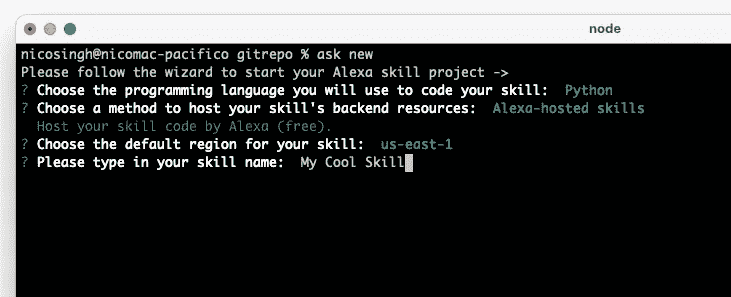 node
nicosingh@nicomac-pacifico gitrepo % ask new
Please follow the wizard to start your Alexa skill project ->
? Choose the programming language you will use to code your skill:  Python
? Choose a method to host your skill's backend resources:  Alexa-hosted skills
  Host your skill code by Alexa (free).
? Choose the default region for your skill:  us-east-1
? Please type in your skill name:  My Cool Skill